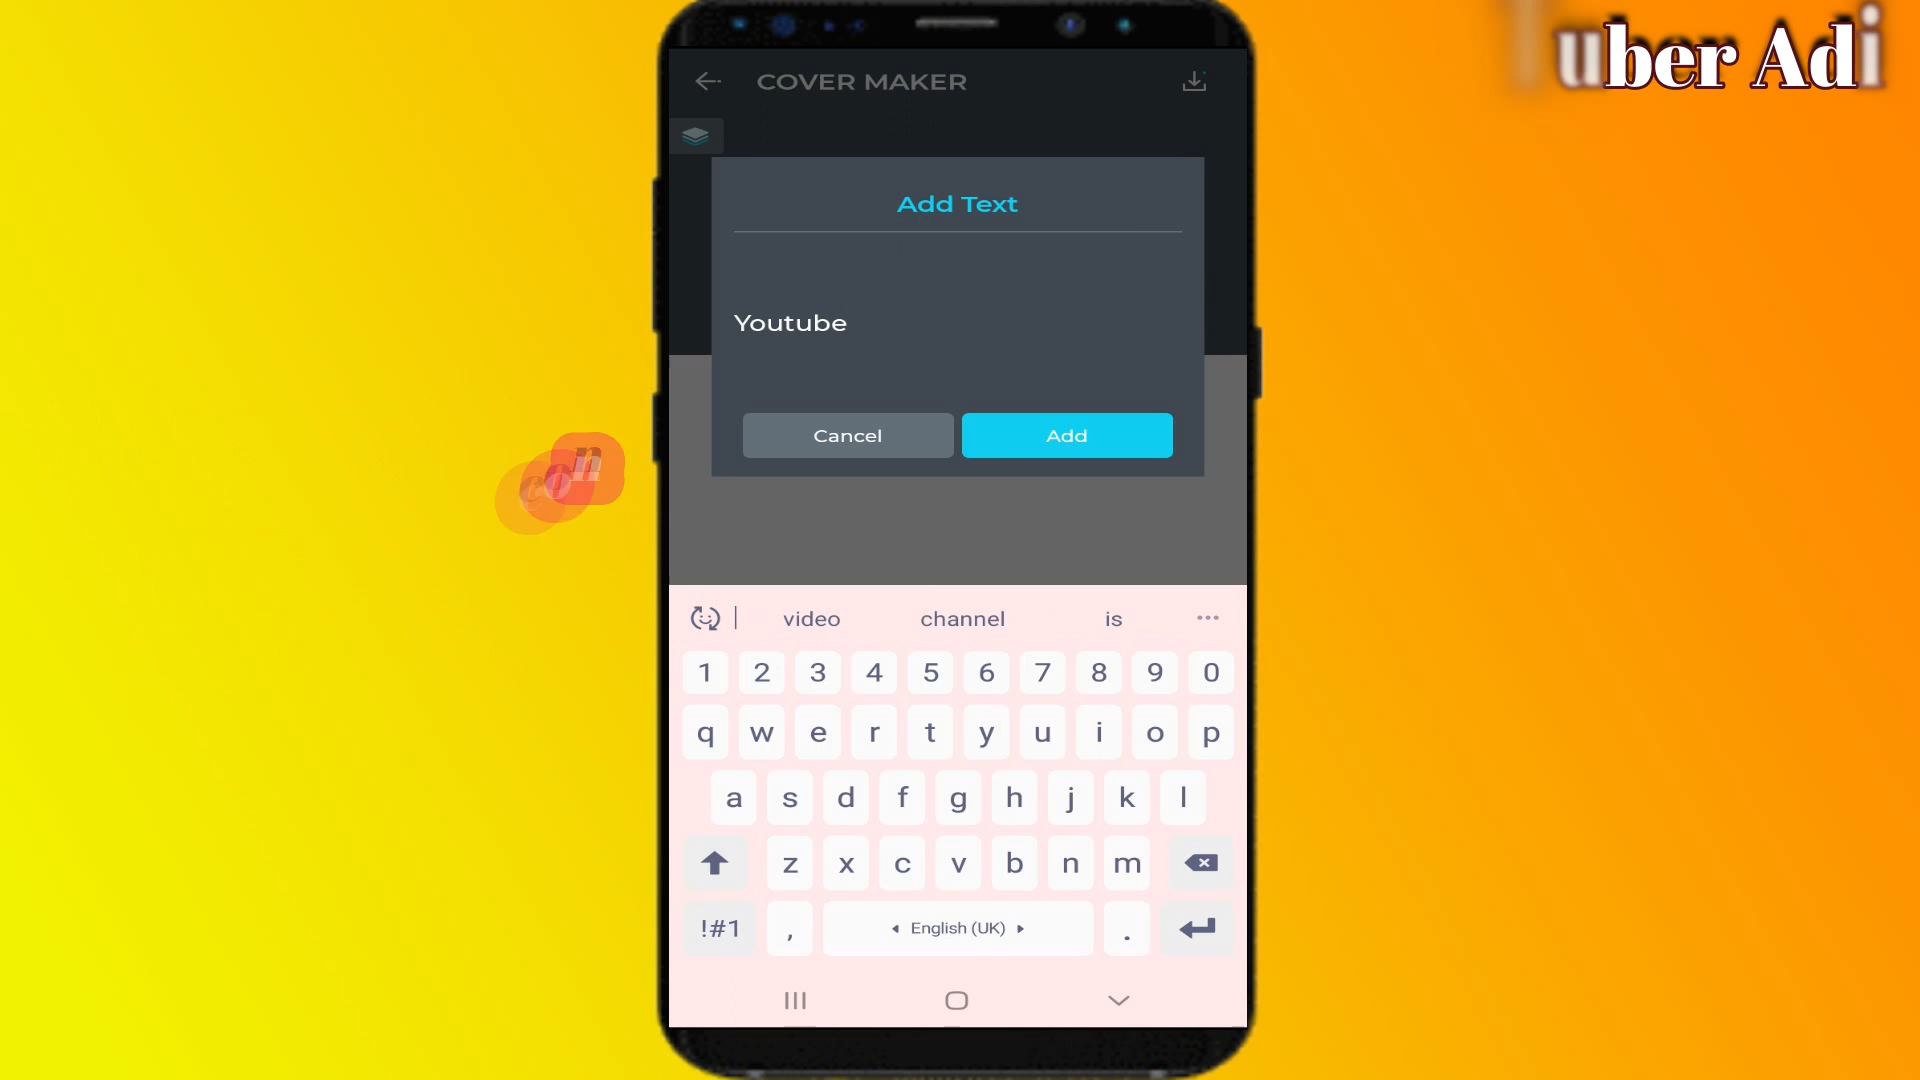 uber Adi
COVER MAKER
Add Text
Youtube
Cancel Add
video channel is
1 2 3 4 5 6 7 8 9 0
q w e r t y u i o p
a s d f g h j k l
z x c v b n m
!#1 , English (UK) .